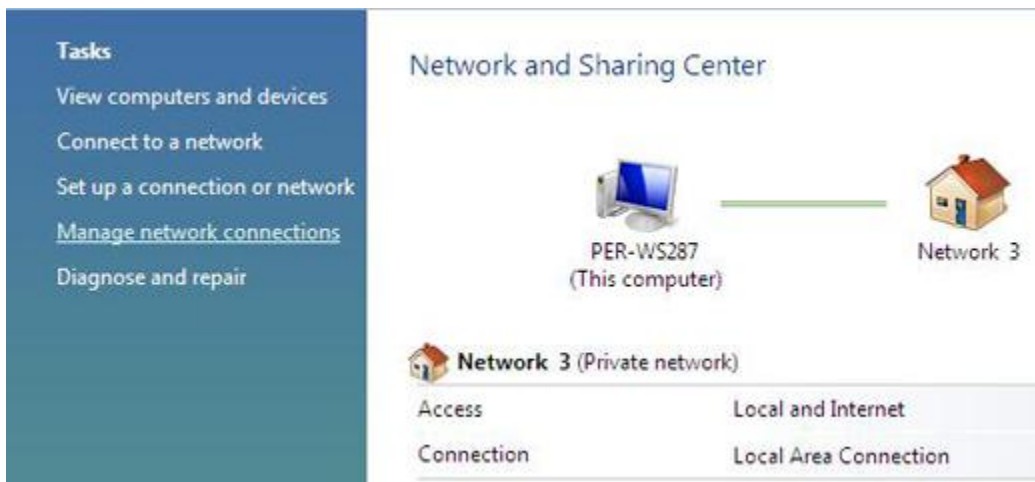 Tasks
View computers and devices
Connect to a network
Set up a connection or network
Manage network connections
Diagnose and repair
Network and Sharing Center
PER-WS287
(This computer)
Network 3
Network 3 (Private network)
Access Local and Internet
Connection Local Area Connection